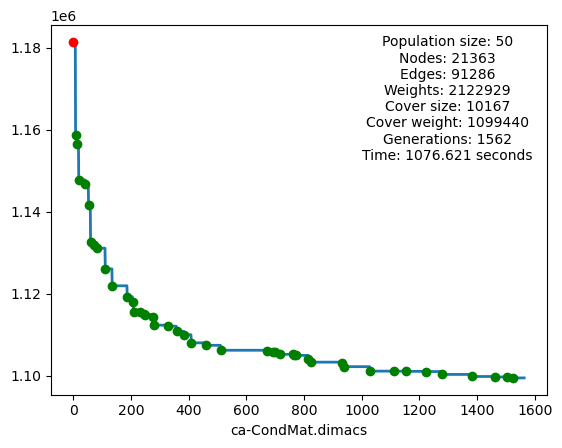 1e6
1.18
1.16
1.14
1.12
1.10
Population size: 50
Nodes: 21363
Edges: 91286
Weights: 2122929
Cover size: 10167
Cover weight: 1099440
Generations: 1562
Time: 1076.621 seconds
0 200 400 600 800 1000 1200 1400 1600
ca-CondMat.dimacs